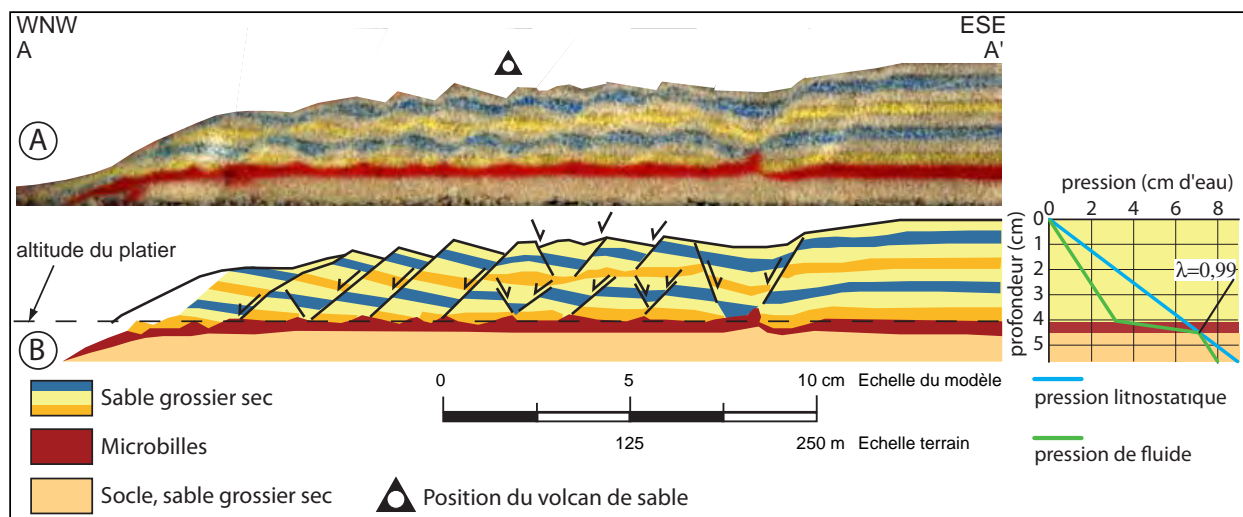 WNW
A
ESE
A'
A
altitude du platier
B
pression (cm d'eau)
0 2 4 6 8
profondeur (cm)
0
1
2
3
4
5
λ=0,99
Sable grossier sec
Microbilles
Socle, sable grossier sec
0 5 10 cm Echelle du modèle
125 250 m Echelle terrain
Position du volcan de sable
pression litnostatique
pression de fluide